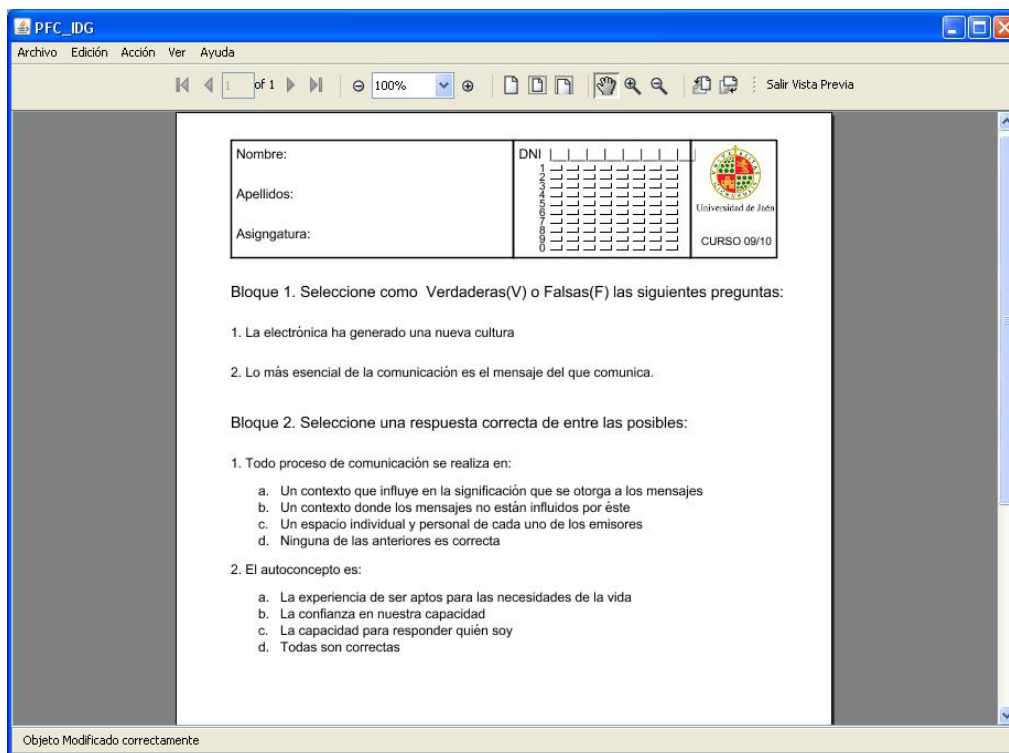 PFC_IDG
Archivo Edición Acción Ver Ayuda
1 of 1 100% Salir Vista Previa
Nombre:
Apellidos:
Asigngatura:
DNI
1
2
3
4
5
6
7
8
9
0
Universidad de Jaén
CURSO 09/10
Bloque 1. Seleccione como Verdaderas(V) o Falsas(F) las siguientes preguntas:
1. La electrónica ha generado una nueva cultura
2. Lo más esencial de la comunicación es el mensaje del que comunica.
Bloque 2. Seleccione una respuesta correcta de entre las posibles:
1. Todo proceso de comunicación se realiza en:
a. Un contexto que influye en la significación que se otorga a los mensajes
b. Un contexto donde los mensajes no están influidos por éste
c. Un espacio individual y personal de cada uno de los emisores
d. Ninguna de las anteriores es correcta
2. El autoconcepto es:
a. La experiencia de ser aptos para las necesidades de la vida
b. La confianza en nuestra capacidad
c. La capacidad para responder quién soy
d. Todas son correctas
Objeto Modificado correctamente